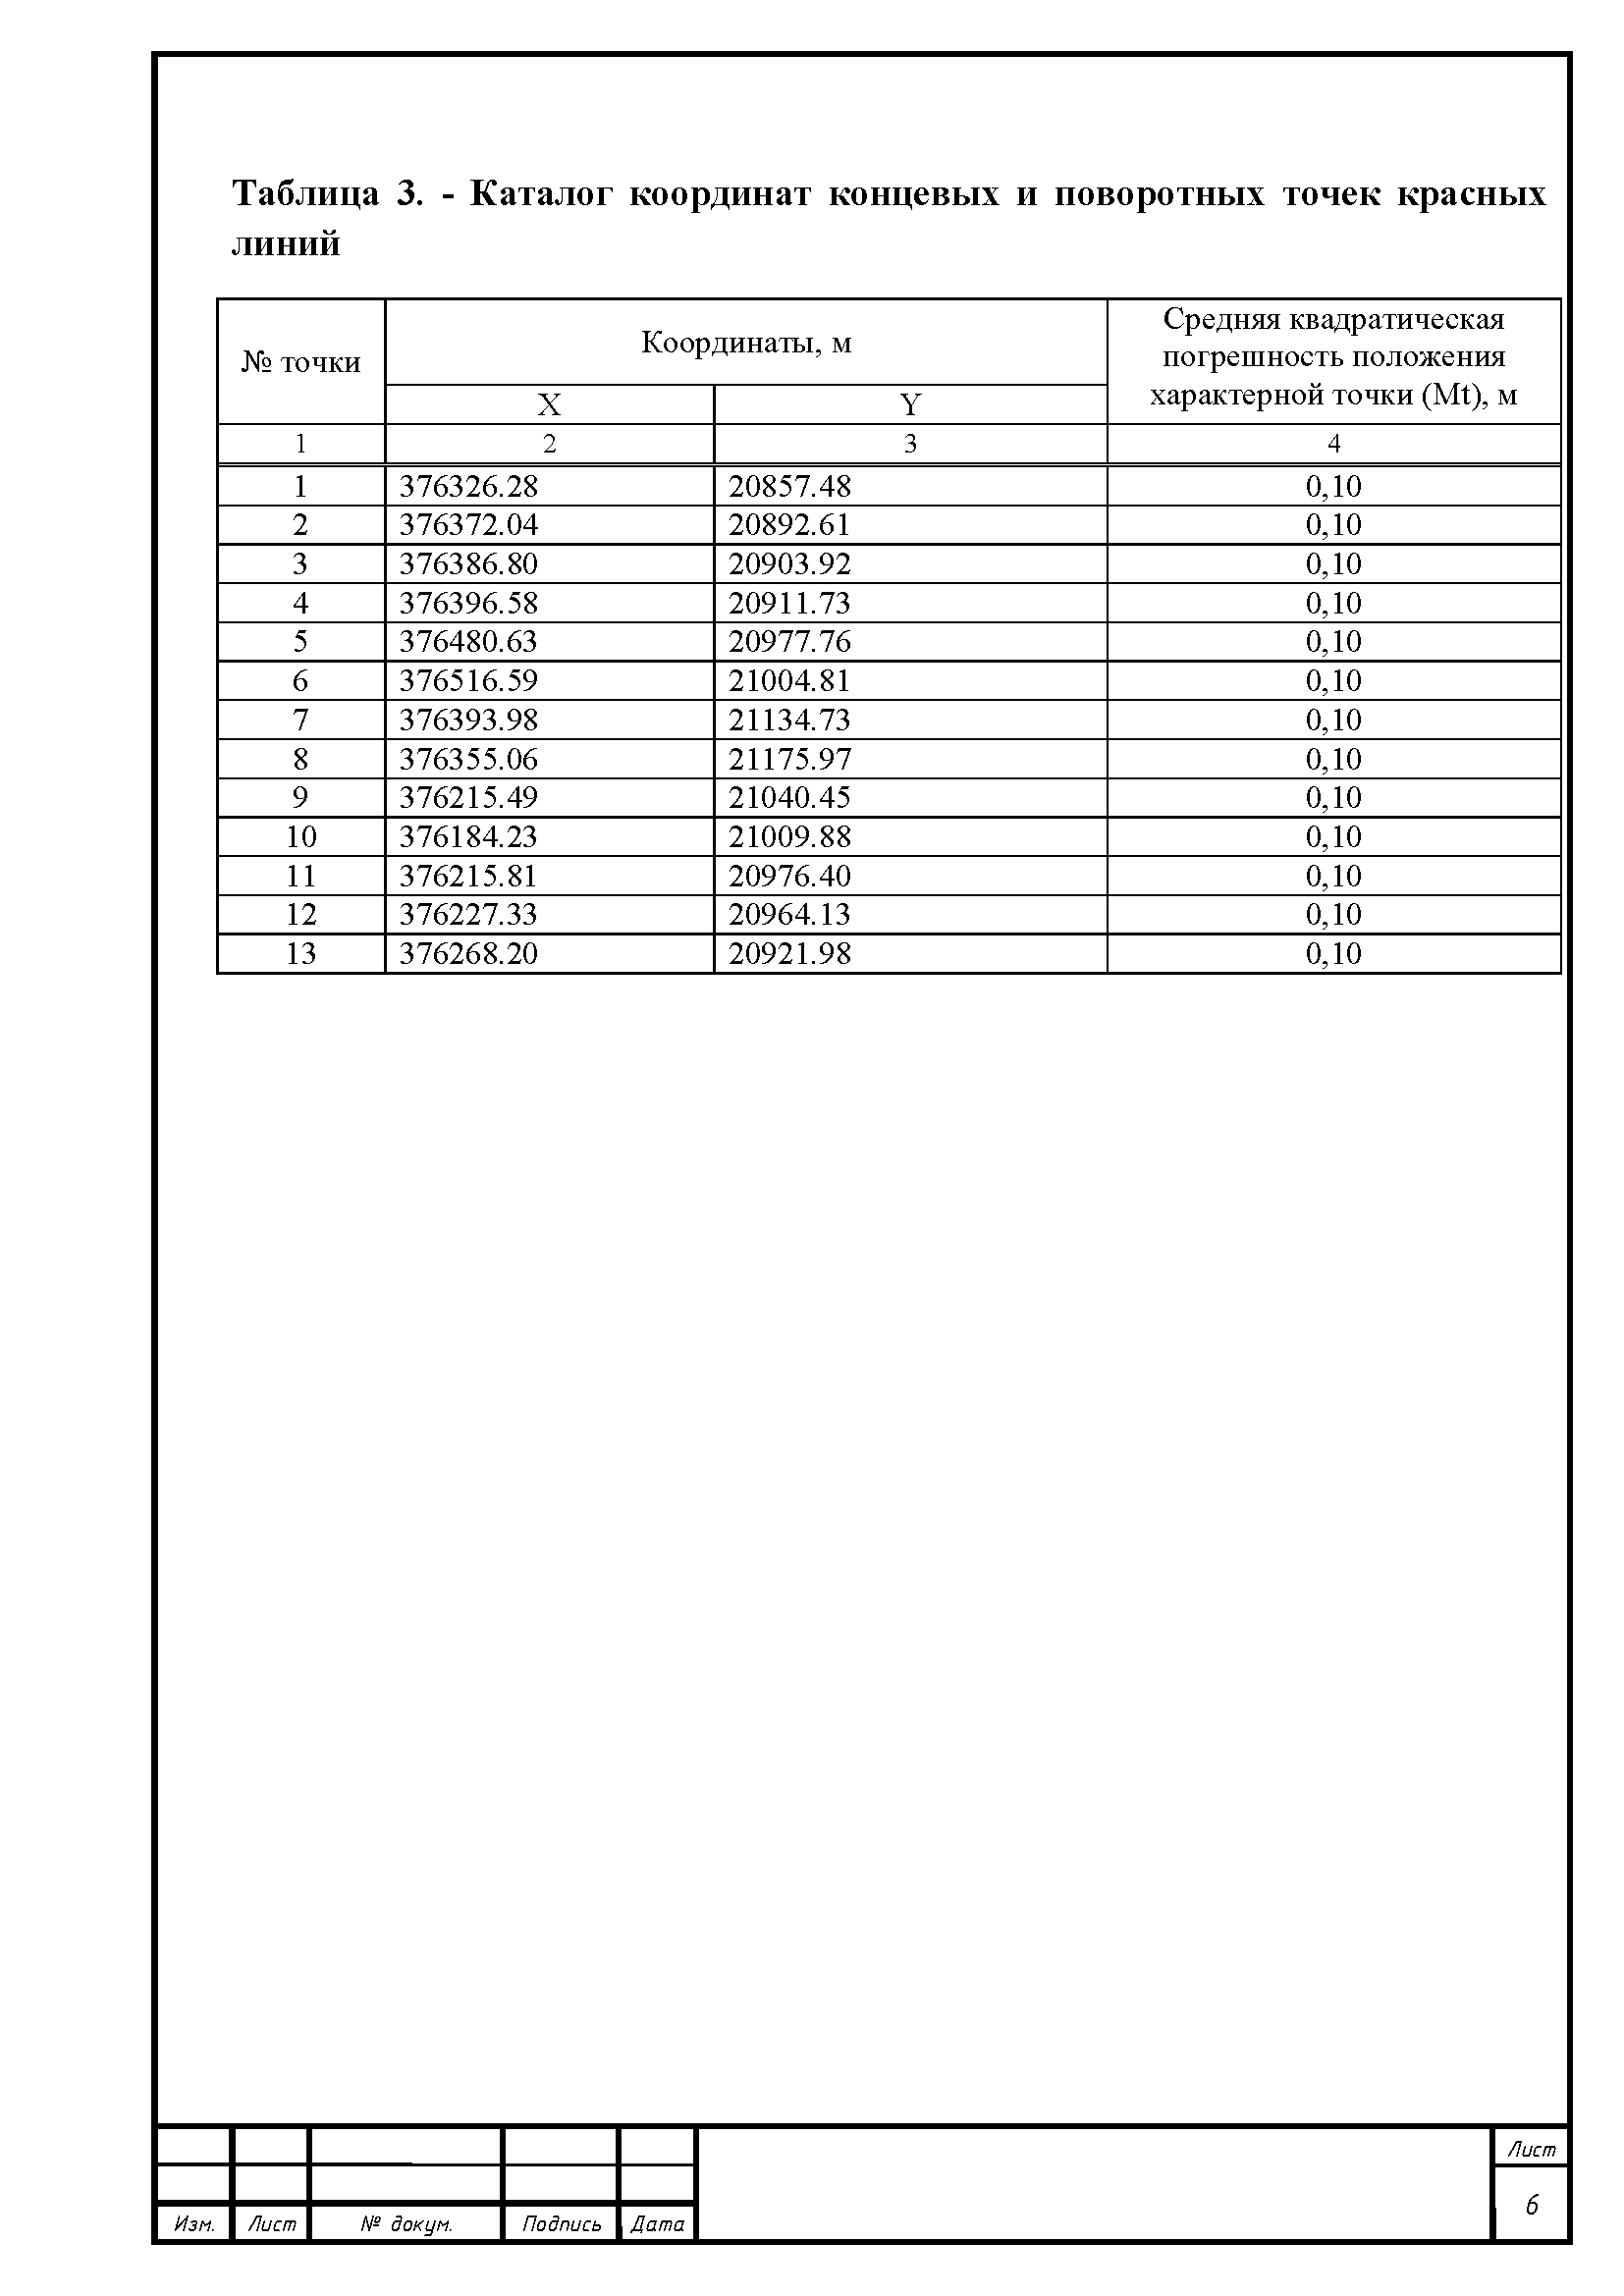 Таблица 3. - Каталог координат концевых и поворотных точек красных
линий
№ точки Координаты, м Средняя квадратическая
погрешность положения
характерной точки (Mt), м
X Y
1 2 3 4
1 376326.28 20857.48 0,10
2 376372.04 20892.61 0,10
3 376386.80 20903.92 0,10
4 376396.58 20911.73 0,10
5 376480.63 20977.76 0,10
6 376516.59 21004.81 0,10
7 376393.98 21134.73 0,10
8 376355.06 21175.97 0,10
9 376215.49 21040.45 0,10
10 376184.23 21009.88 0,10
11 376215.81 20976.40 0,10
12 376227.33 20964.13 0,10
13 376268.20 20921.98 0,10
Лист
6
Изм. Лист № докум. Подпись Дата